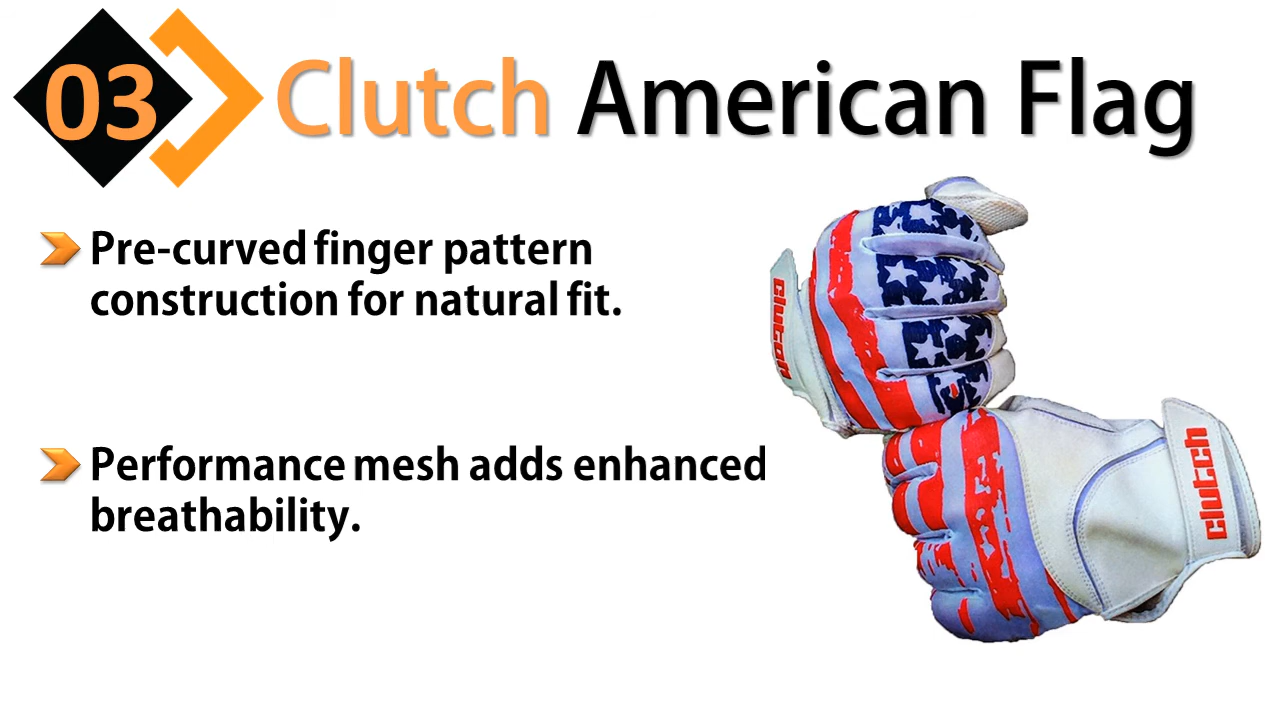 03 Clutch American Flag
Pre-curved finger pattern
construction for natural fit.
Performance mesh adds enhanced
breathability.
clutch
clutch